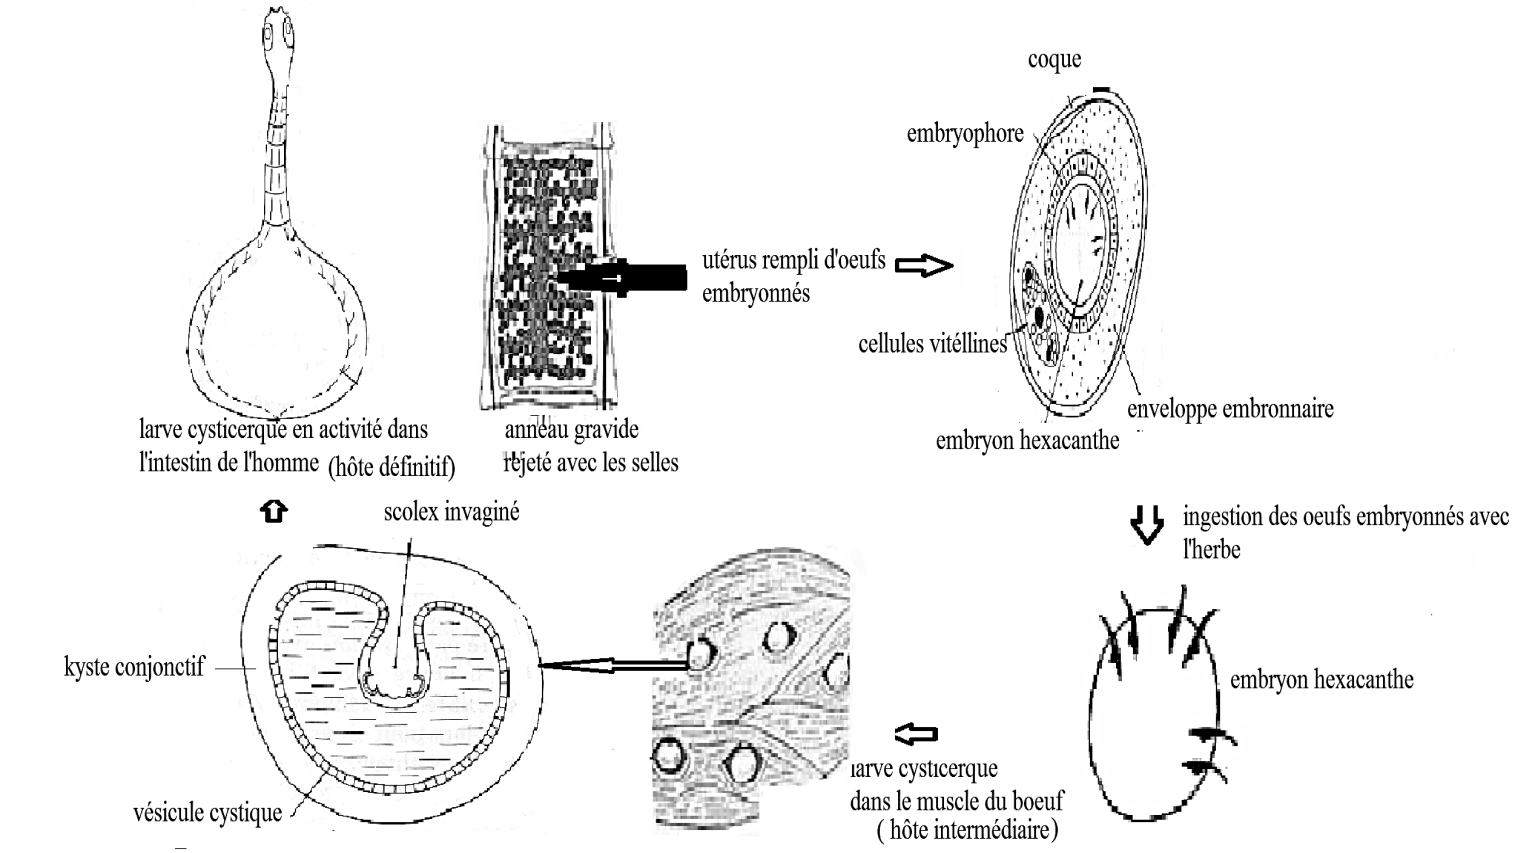 coque
embryophore
utérus rempli d'oeufs
embryonnés
cellules vitéllines
enveloppe embronnaire
embryon hexacanthe
larve cysticerque en activité dans
l'intestin de l'homme (hôte définitif)
anneau gravide
rejeté avec les selles
scolex invaginé
ingestion des oeufs embryonnés avec
l'herbe
kyste conjonctif
embryon hexacanthe
larve cysticerque
dans le muscle du boeuf
( hôte intermédiaire)
vésicule cystique